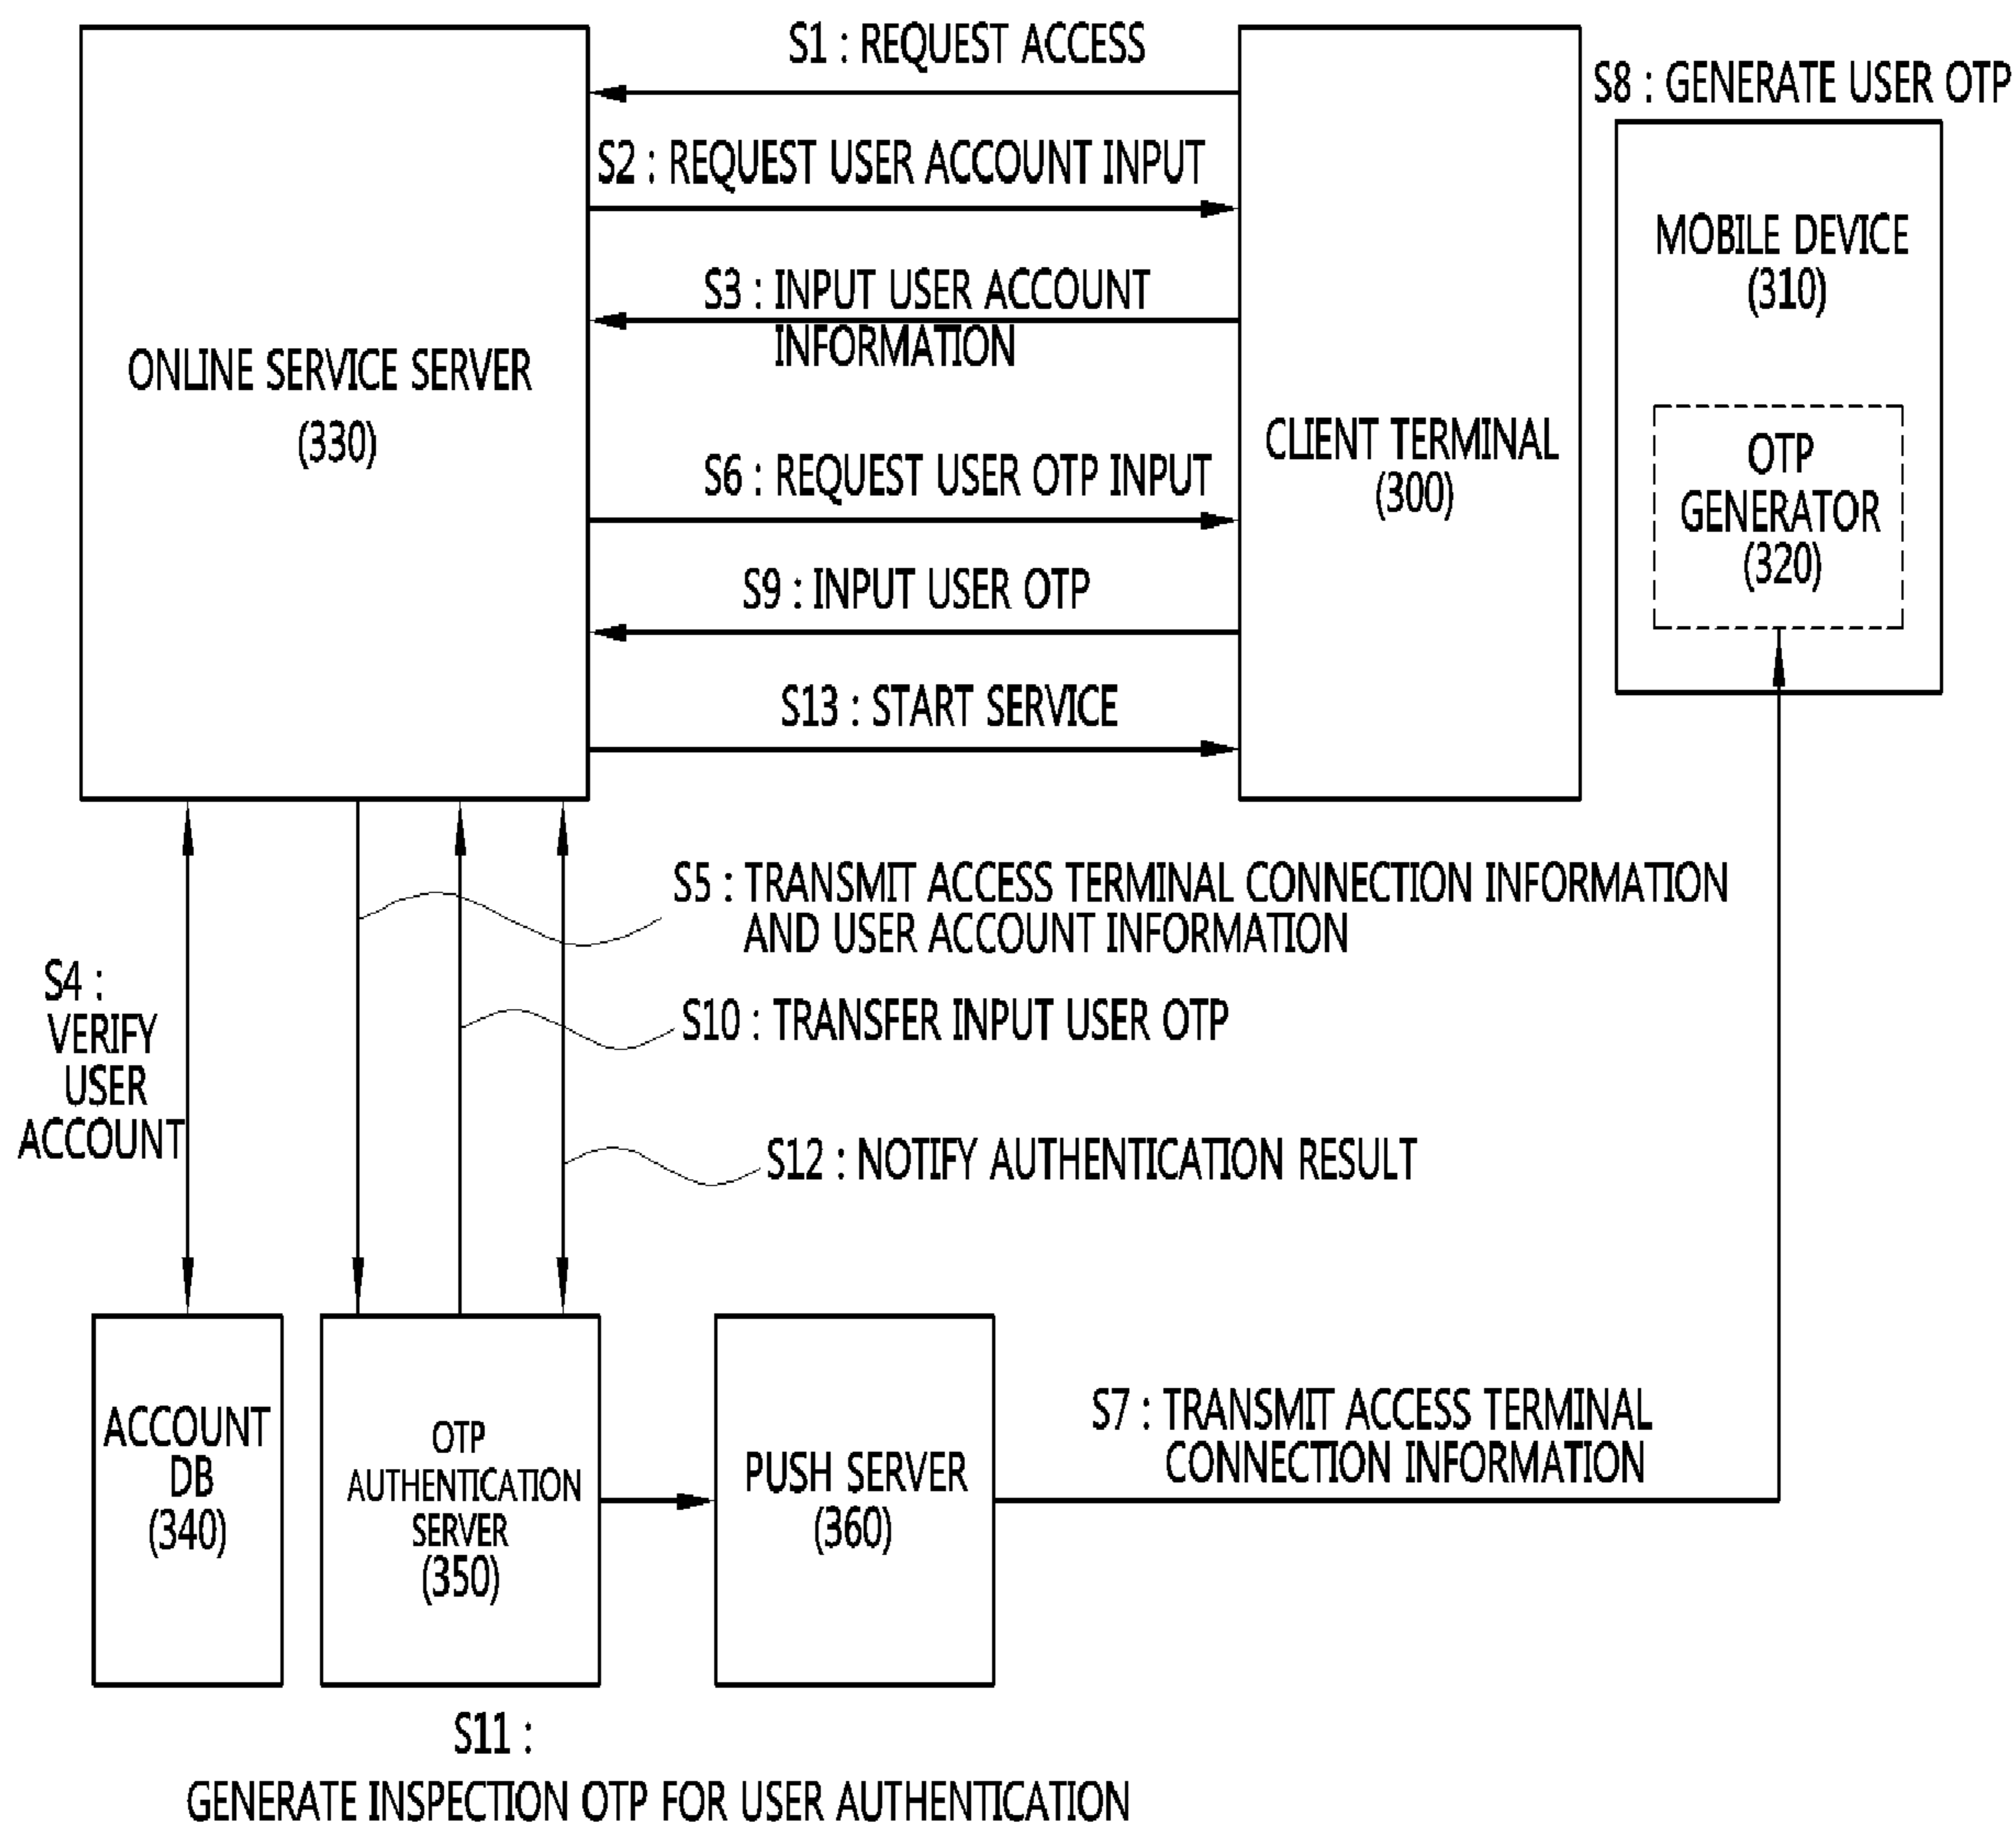 S1 : REQUEST ACCESS
S8 : GENERATE USER OTP
S2 : REQUEST USER ACCOUNT INPUT
MOBILE DEVICE
(310)
S3 : INPUT USER ACCOUNT
INFORMATION
ONLINE SERVICE SERVER
(330)
CLIENT TERMINAL
(300)
OTP
GENERATOR
(320)
S6 : REQUEST USER OTP INPUT
S9 : INPUT USER OTP
S13 : START SERVICE
S5 : TRANSMIT ACCESS TERMINAL CONNECTION INFORMATION
AND USER ACCOUNT INFORMATION
S4 :
VERIFY
USER
ACCOUNT
S10 : TRANSFER INPUT USER OTP
S12 : NOTIFY AUTHENTICATION RESULT
ACCOUNT
DB
(340)
OTP
AUTHENTICATION
SERVER
(350)
PUSH SERVER
(360)
S7 : TRANSMIT ACCESS TERMINAL
CONNECTION INFORMATION
S11 :
GENERATE INSPECTION OTP FOR USER AUTHENTICATION